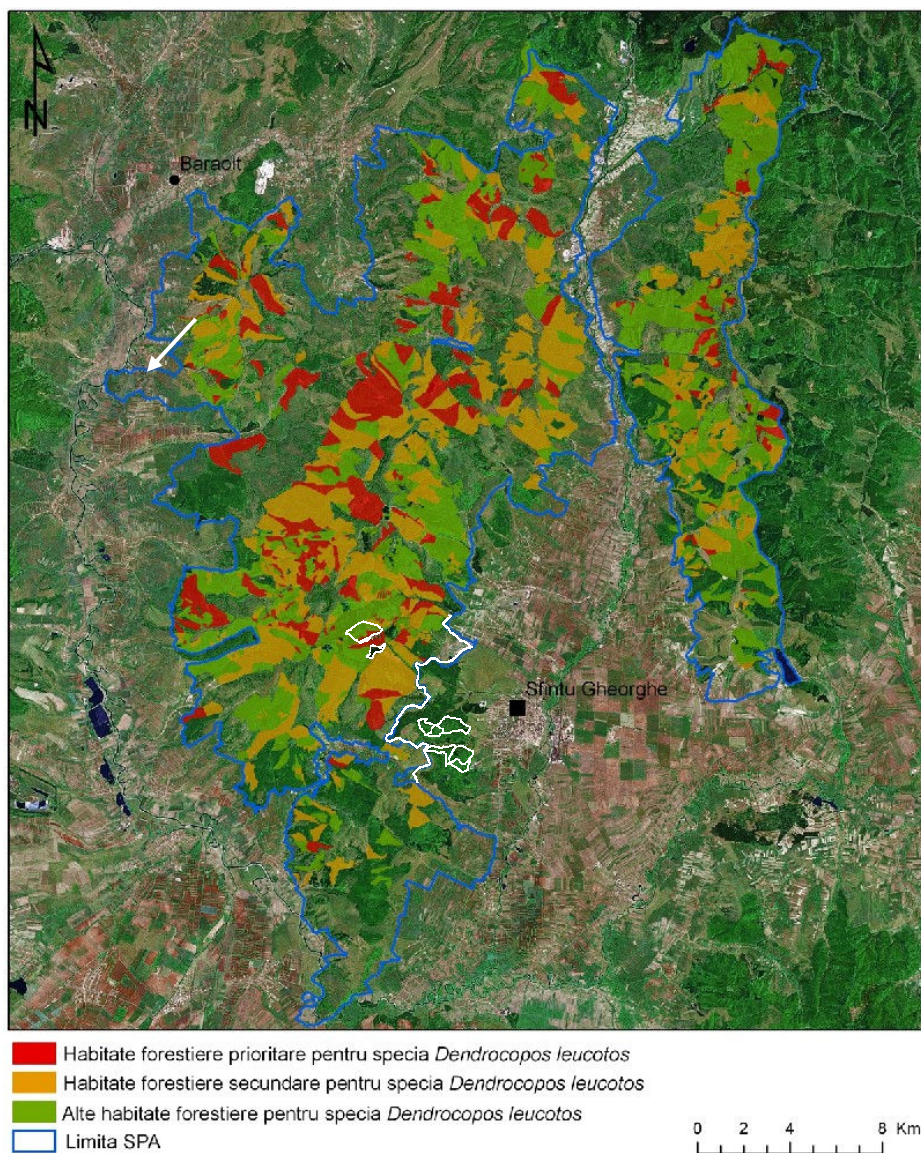 N
Baraolt
Sfintu Gheorghe
Habitate forestiere prioritare pentru specia Dendrocopos leucotos
Habitate forestiere secundare pentru specia Dendrocopos leucotos
Alte habitate forestiere pentru specia Dendrocopos leucotos
Limita SPA
0 2 4 8 Km